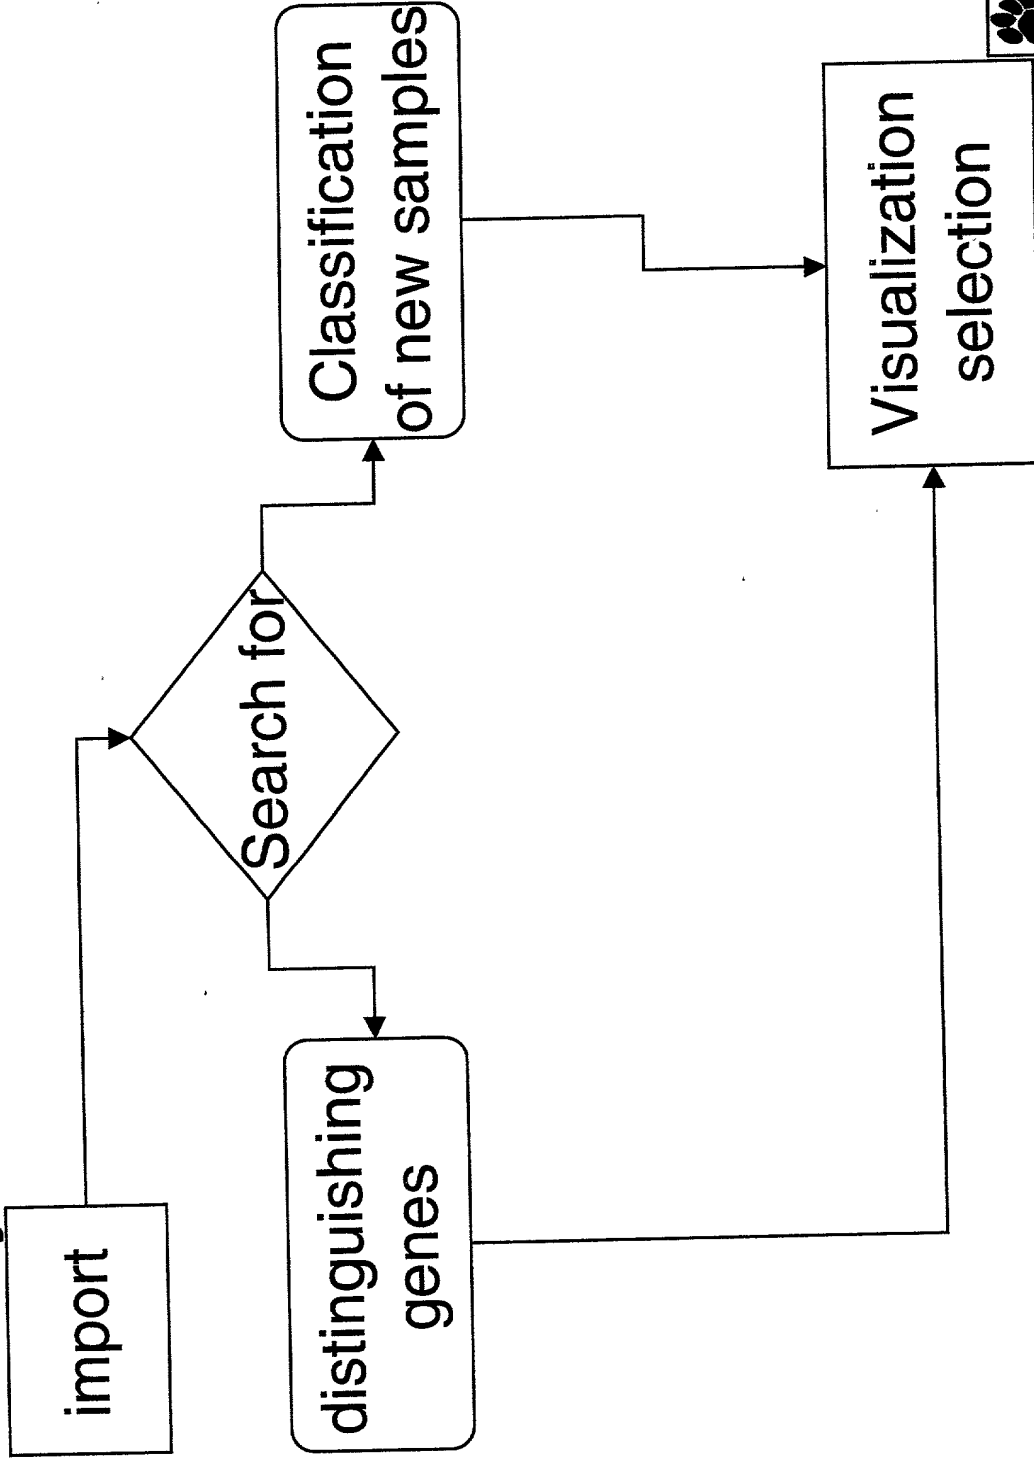 import
Search for
distinguishing
genes
Classification
of new samples
Visualization
selection